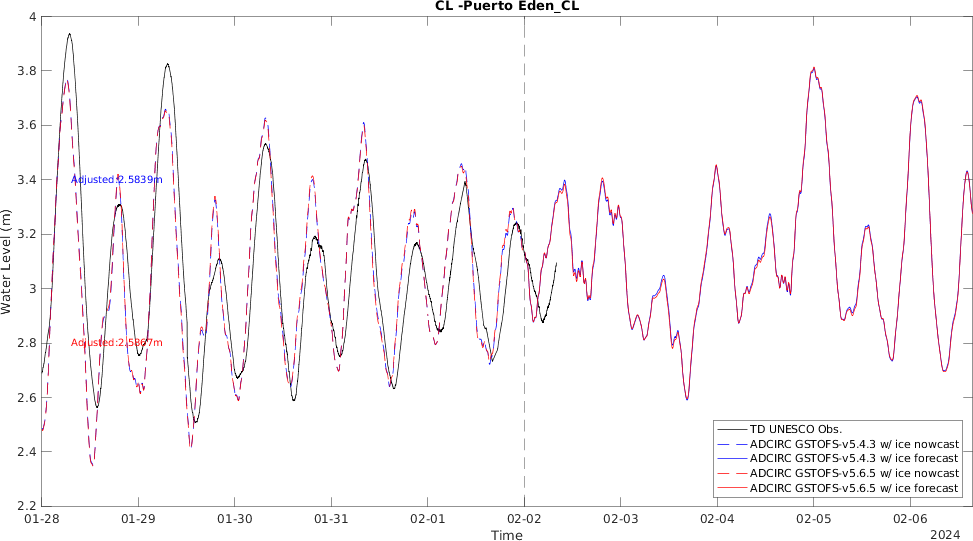 CL -Puerto Eden_CL
4
3.8
3.6
3.4
3.2
3
2.8
2.6
2.4
2.2
Water Level (m)
Adjusted:2.5839m
Adjusted:2.5867m
TD UNESCO Obs.
ADCIRC GSTOFS-v5.4.3 w/ ice nowcast
ADCIRC GSTOFS-v5.4.3 w/ ice forecast
ADCIRC GSTOFS-v5.6.5 w/ ice nowcast
ADCIRC GSTOFS-v5.6.5 w/ ice forecast
01-28 01-29 01-30 01-31 02-01 02-02 02-03 02-04 02-05 02-06
Time
2024